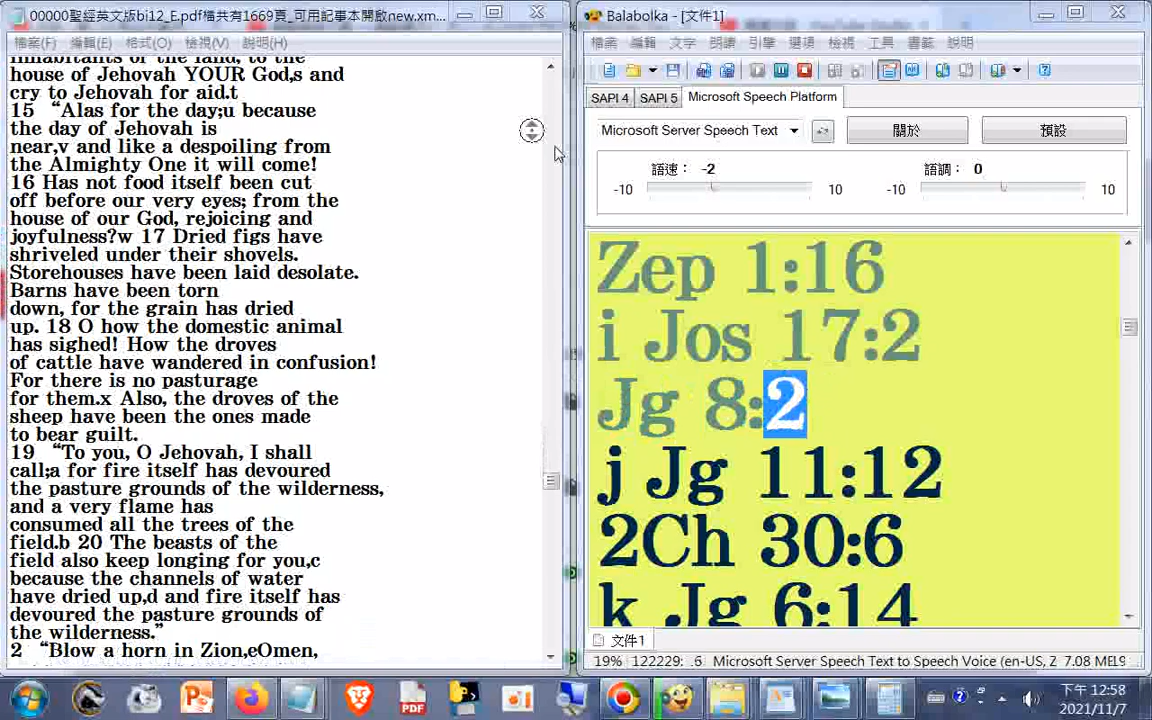 00000聖經英文版bi12_E.pdf檔共有1669頁_可用記事本開啟new.xm...
檔案(F) 編輯(E) 格式(O) 檢視(V) 說明(H)
inhabitants of the land, to the
house of Jehovah YOUR God,s and
cry to Jehovah for aid.t
15 “Alas for the day;u because
the day of Jehovah is
near,v and like a despoiling from
the Almighty One it will come!
16 Has not food itself been cut
off before our very eyes; from the
house of our God, rejoicing and
joyfulness?w 17 Dried figs have
shriveled under their shovels.
Storehouses have been laid desolate.
Barns have been torn
down, for the grain has dried
up. 18 O how the domestic animal
has sighed! How the droves
of cattle have wandered in confusion!
For there is no pasturage
for them.x Also, the droves of the
sheep have been the ones made
to bear guilt.
19 “To you, O Jehovah, I shall
call;a for fire itself has devoured
the pasture grounds of the wilderness,
and a very flame has
consumed all the trees of the
field.b 20 The beasts of the
field also keep longing for you,c
because the channels of water
have dried up,d and fire itself has
devoured the pasture grounds of
the wilderness.”
2 “Blow a horn in Zion,eOmen,
Balabolka - [文件1]
檔案 編輯 文字 朗讀 引擎 選項 檢視 工具 書籤 說明
SAPI 4 SAPI 5 Microsoft Speech Platform
Microsoft Server Speech Text 關於 預設
語速： -2 語調： 0
-10 10 -10 10
Zep 1:16
i Jos 17:2
Jg 8:2
j Jg 11:12
2Ch 30:6
k Jg 6:14
文件1
19% 122229: .6 Microsoft Server Speech Text to Speech Voice (en-US, Z 7.08 ME19
PDF
下午 12:58
2021/11/7